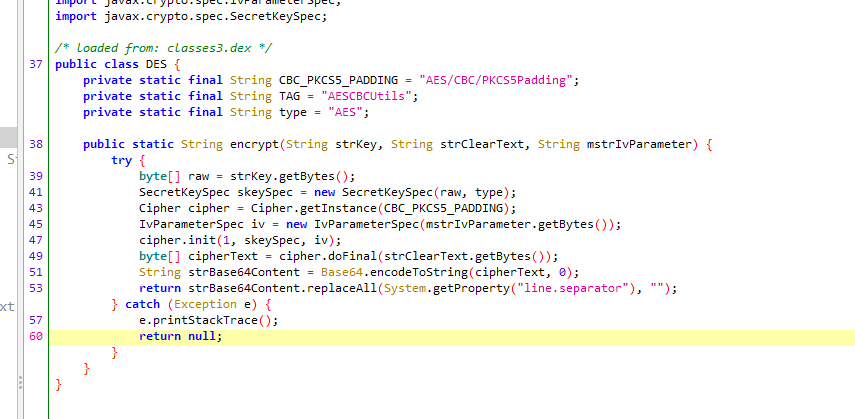 import javax.crypto.spec.IvParameterSpec;
import javax.crypto.spec.SecretKeySpec;
/* loaded from: classes3.dex */
37 public class DES {
private static final String CBC_PKCS5_PADDING = "AES/CBC/PKCS5Padding";
private static final String TAG = "AESCBCUtils";
private static final String type = "AES";
38 public static String encrypt(String strKey, String strClearText, String mstrIvParameter) {
try {
39 byte[] raw = strKey.getBytes();
41 SecretKeySpec skeySpec = new SecretKeySpec(raw, type);
43 Cipher cipher = Cipher.getInstance(CBC_PKCS5_PADDING);
45 IvParameterSpec iv = new IvParameterSpec(mstrIvParameter.getBytes());
47 cipher.init(1, skeySpec, iv);
49 byte[] cipherText = cipher.doFinal(strClearText.getBytes());
51 String strBase64Content = Base64.encodeToString(cipherText, 0);
53 return strBase64Content.replaceAll(System.getProperty("line.separator"), "");
} catch (Exception e) {
57 e.printStackTrace();
60 return null;
}
}
}